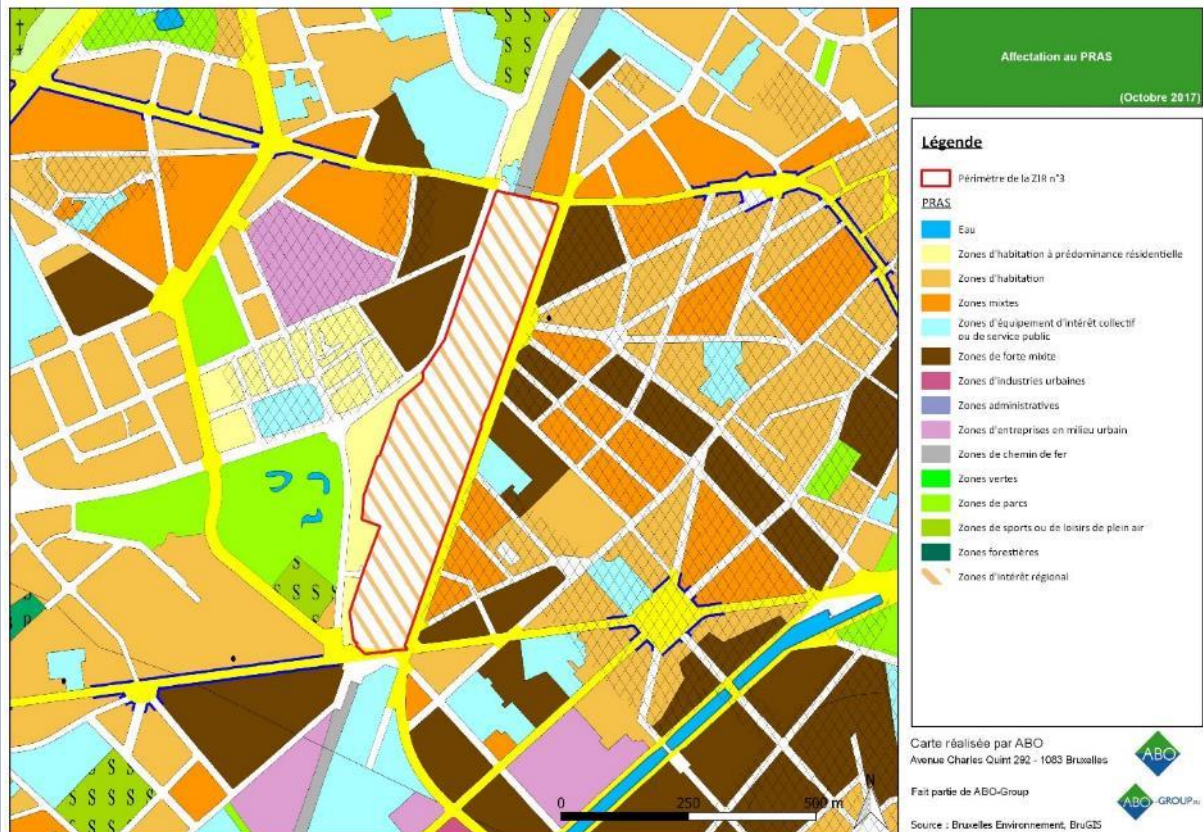 Affectation au PRAS
(Octobre 2017)
Légende
Périmètre de la ZIR n°3
PRAS
Eau
Zones d'habitation à prédominance résidentielle
Zones d'habitation
Zones mixtes
Zones d'équipement d'intérêt collectif
ou de service public
Zones de forte mixite
Zones d'industries urbaines
Zones administratives
Zones d'entreprises en milieu urbain
Zones de chemin de fer
Zones vertes
Zones de parcs
Zones de sports ou de loisirs de plein air
Zones forestières
Zones d'intérêt régional
S S
S S
S S
S S
S
S
S S S
S S
S S S
S S S S
0 250 500 m
N
Carte réalisée par ABO
Avenue Charles Quint 292 - 1083 Bruxelles
ABO
Fait partie de ABO-Group
ABO-GROUP
Source : Bruxelles Environnement, BruGIS